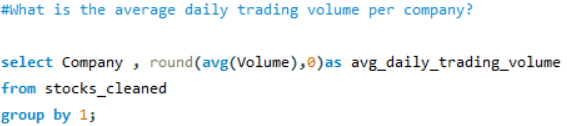 #What is the average daily trading volume per company?
select Company , round(avg(Volume),0)as avg_daily_trading_volume
from stocks_cleaned
group by 1;